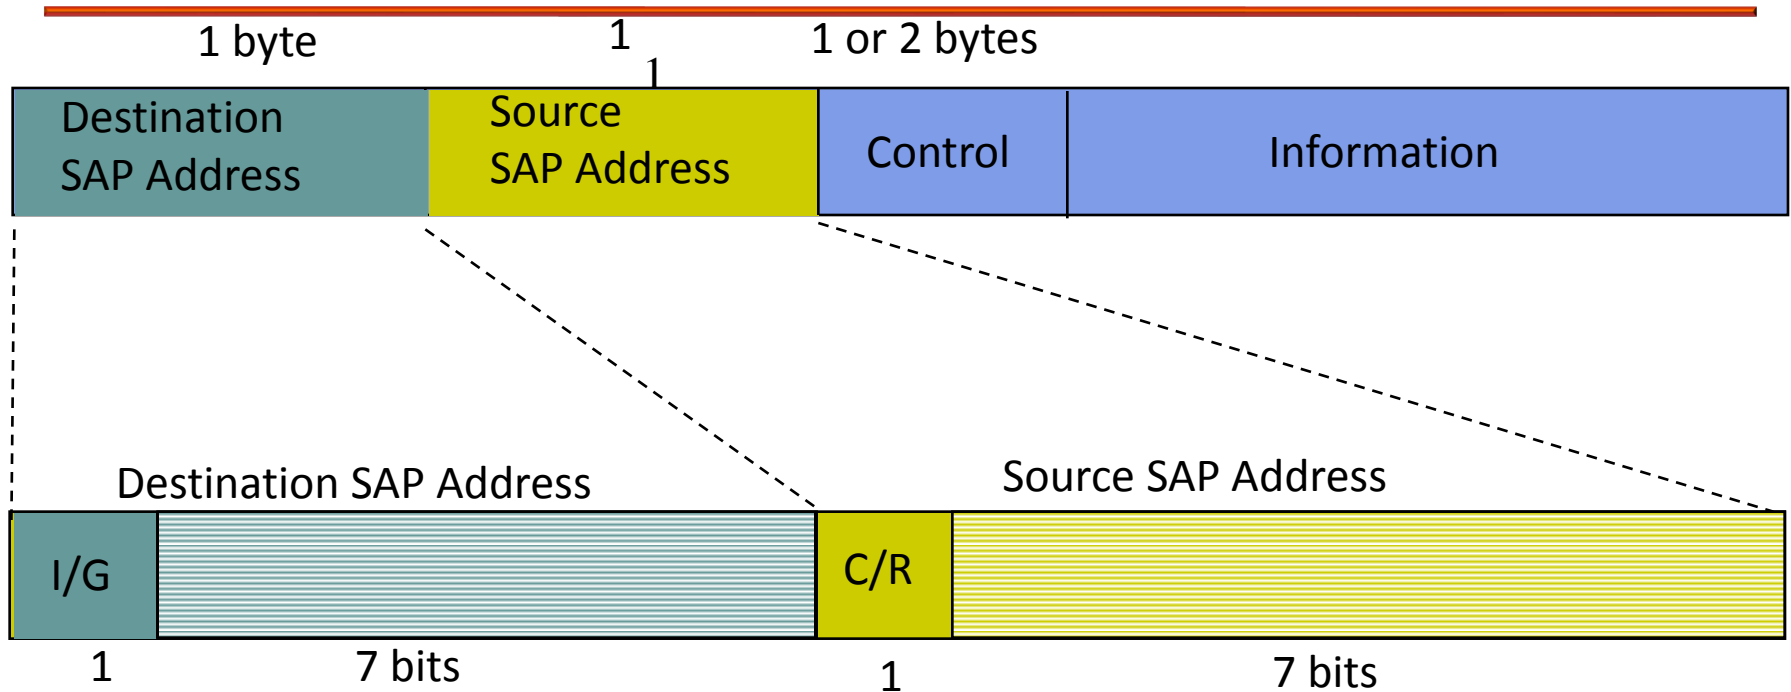 1 byte
1
1 or 2 bytes
1
Destination
SAP Address
Source
SAP Address
Control
Information
Destination SAP Address
Source SAP Address
I/G
C/R
1
7 bits
1
7 bits